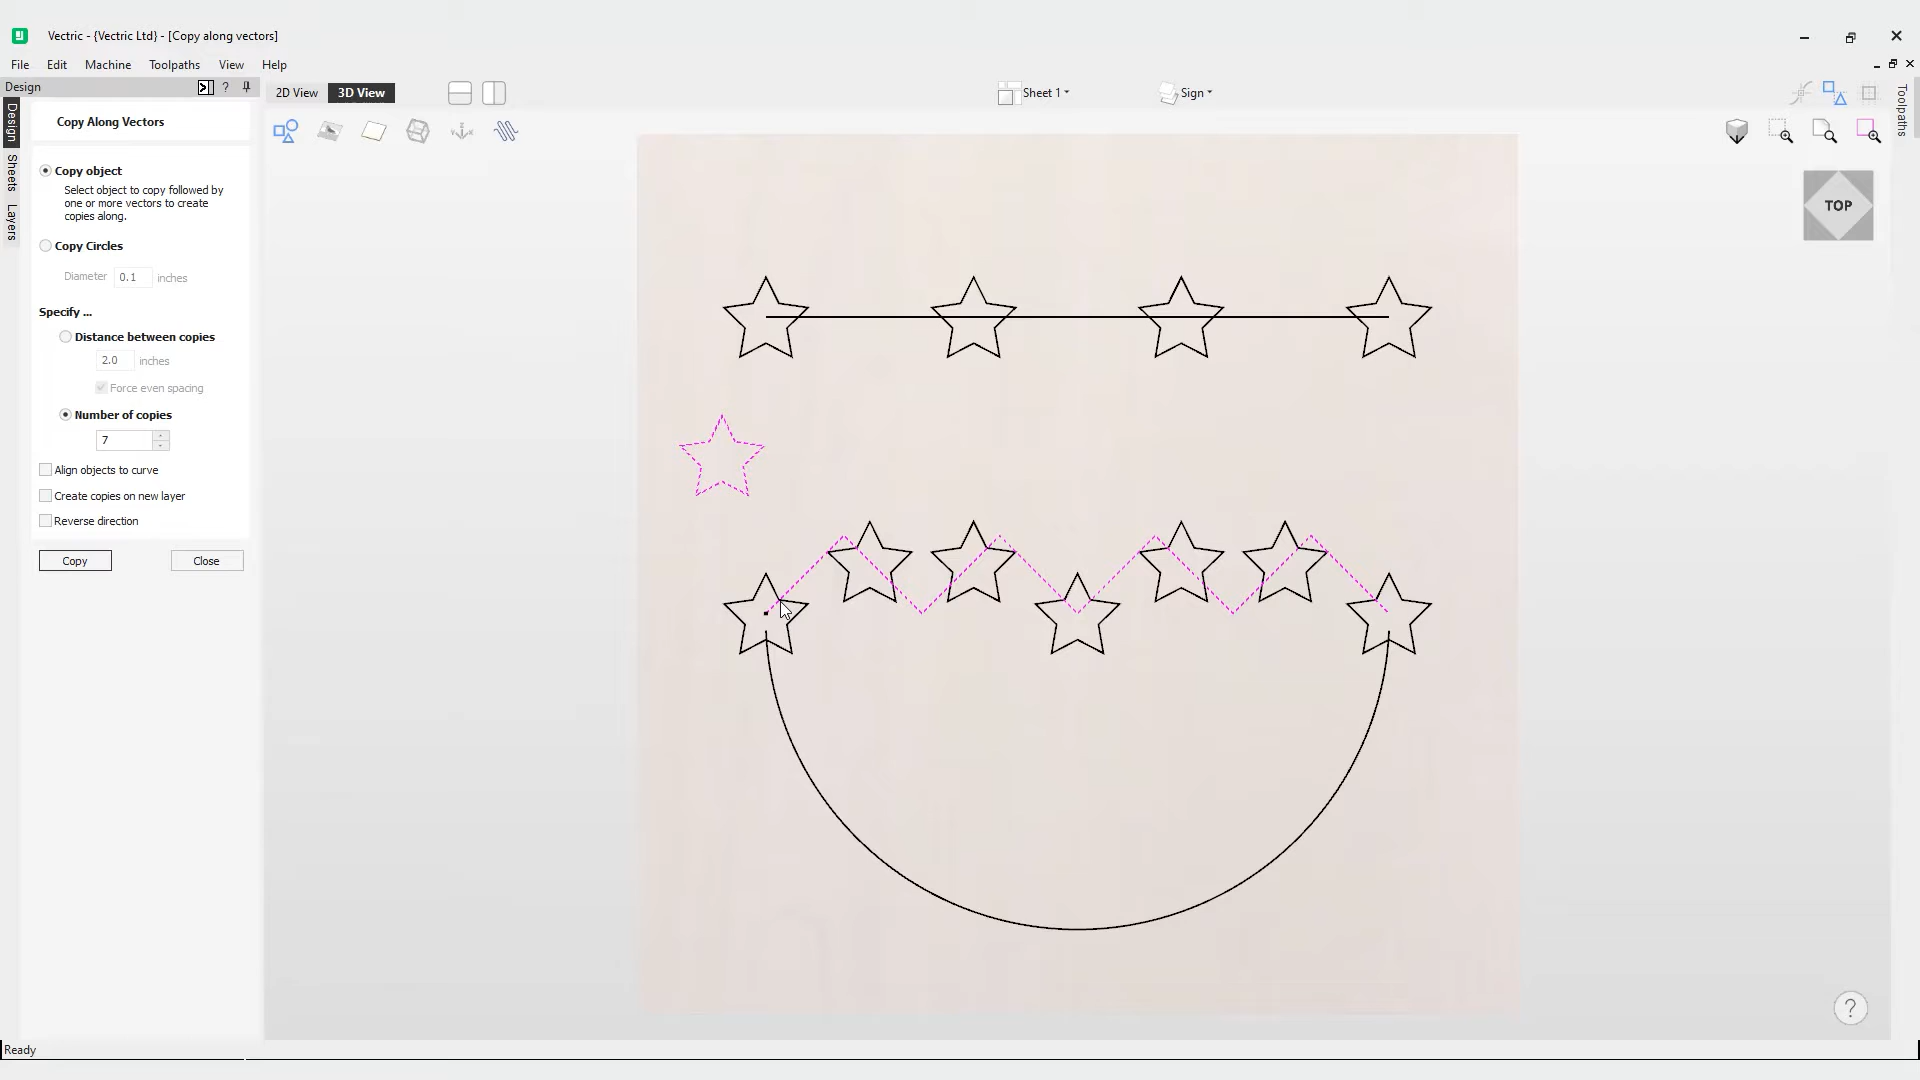 Vectric - {Vectric Ltd} - [Copy along vectors]
File Edit Machine Toolpaths View Help
Design
2D View 3D View Sheet 1 Sign
Toolpaths
Design
Sheets
Layers
Copy Along Vectors
Copy object
Select object to copy followed by
one or more vectors to create
copies along.
Copy Circles
Diameter 0.1 inches
Specify ...
Distance between copies
2.0 inches
Force even spacing
Number of copies
7
Align objects to curve
Create copies on new layer
Reverse direction
Copy Close
TOP
?
Ready